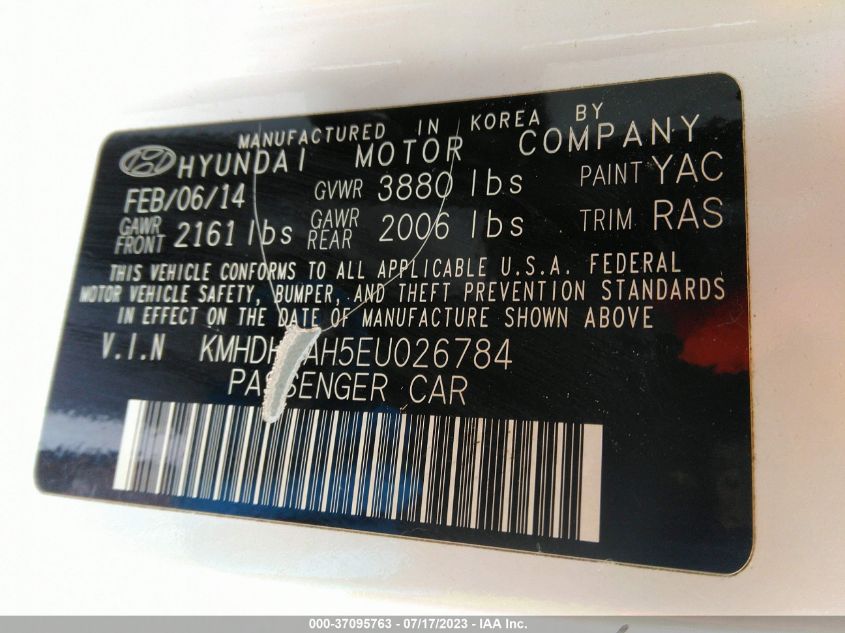 MANUFACTURED IN KOREA BY
HYUNDAI MOTOR COMPANY
FEB/06/14 GVWR 3880 lbs PAINT YAC
GAWR FRONT 2161 lbs GAWR REAR 2006 lbs TRIM RAS
THIS VEHICLE CONFORMS TO ALL APPLICABLE U.S.A. FEDERAL
MOTOR VEHICLE SAFETY, BUMPER, AND THEFT PREVENTION STANDARDS
IN EFFECT ON THE DATE OF MANUFACTURE SHOWN ABOVE
V.I.N
PASSENGER CAR
000-37095763 - 07/17/2023 - IAA Inc.